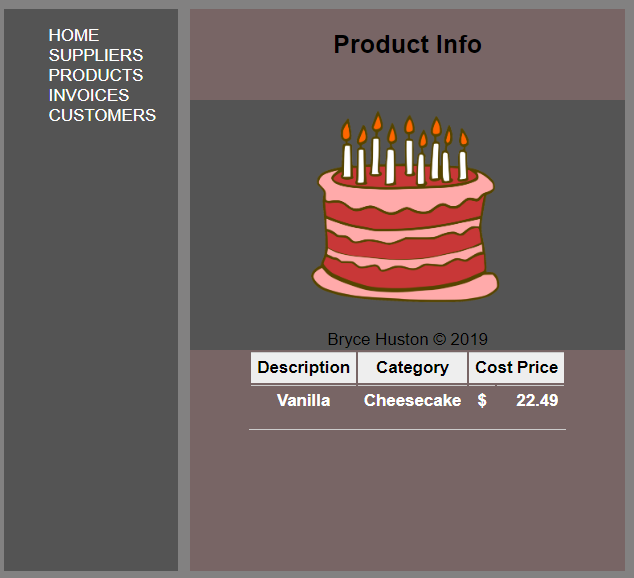 HOME
SUPPLIERS
PRODUCTS
INVOICES
CUSTOMERS
Product Info
Bryce Huston © 2019
Description Category Cost Price
Vanilla Cheesecake $ 22.49